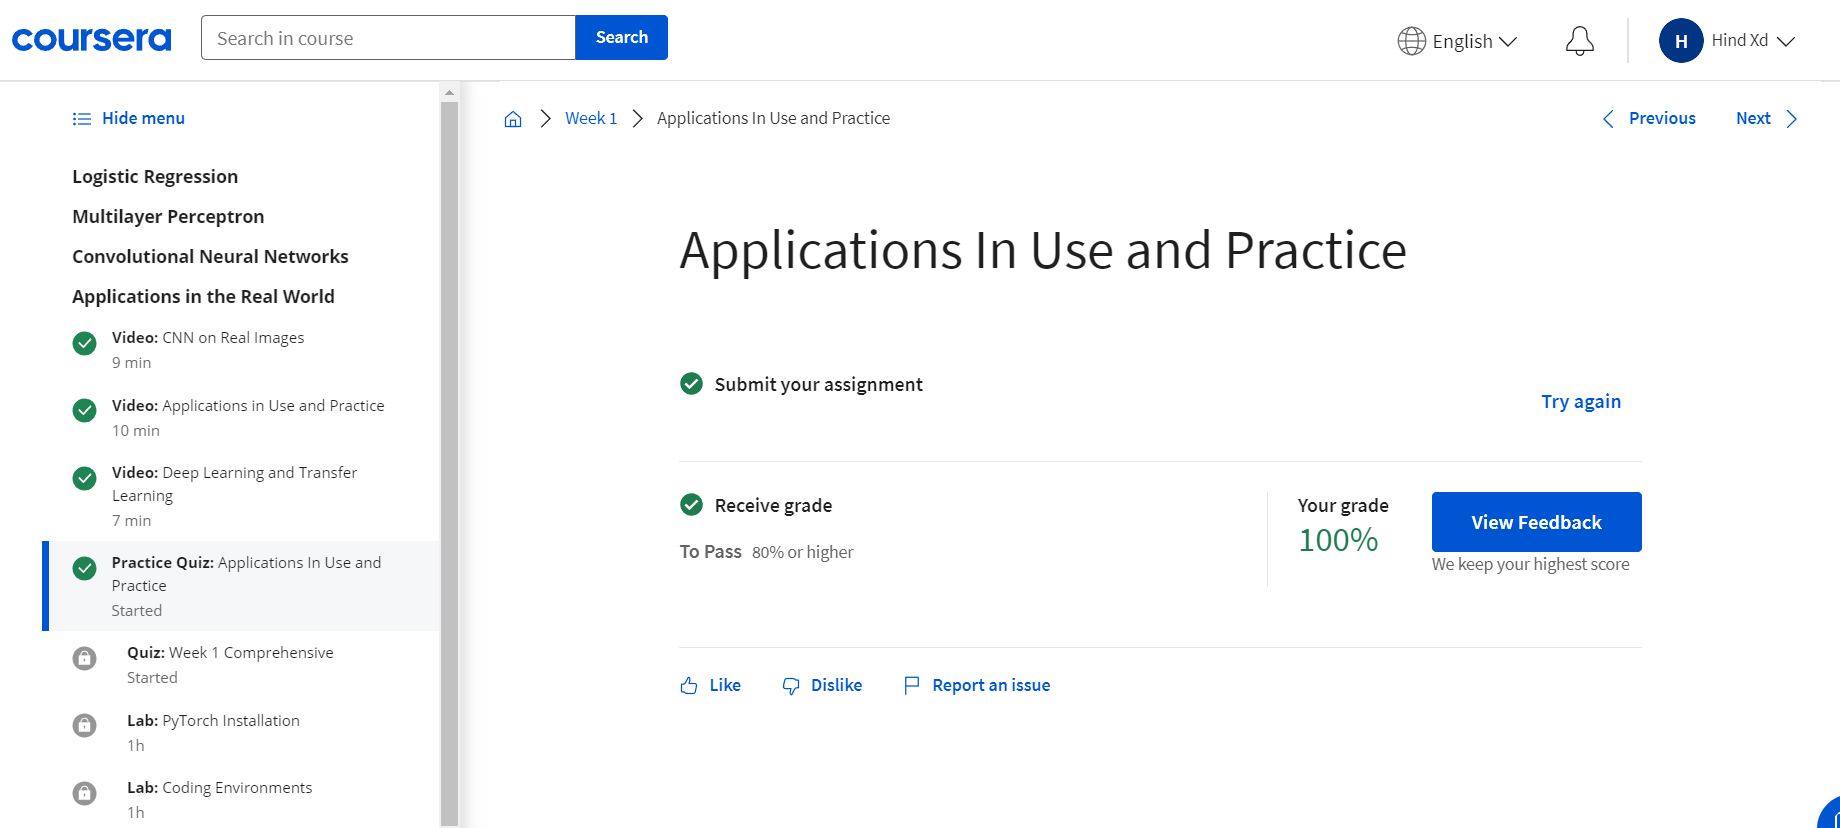 coursera
Search in course
Search
English
H
Hind Xd
Hide menu
Logistic Regression
Multilayer Perceptron
Convolutional Neural Networks
Applications in the Real World
Video: CNN on Real Images
9 min
Video: Applications in Use and Practice
10 min
Video: Deep Learning and Transfer
Learning
7 min
Practice Quiz: Applications In Use and
Practice
Started
Quiz: Week 1 Comprehensive
Started
Lab: PyTorch Installation
1h
Lab: Coding Environments
1h
Week 1
Applications In Use and Practice
Previous
Next
Applications In Use and Practice
Submit your assignment
Try again
Receive grade
To Pass 80% or higher
Your grade
100%
View Feedback
We keep your highest score
Like
Dislike
Report an issue